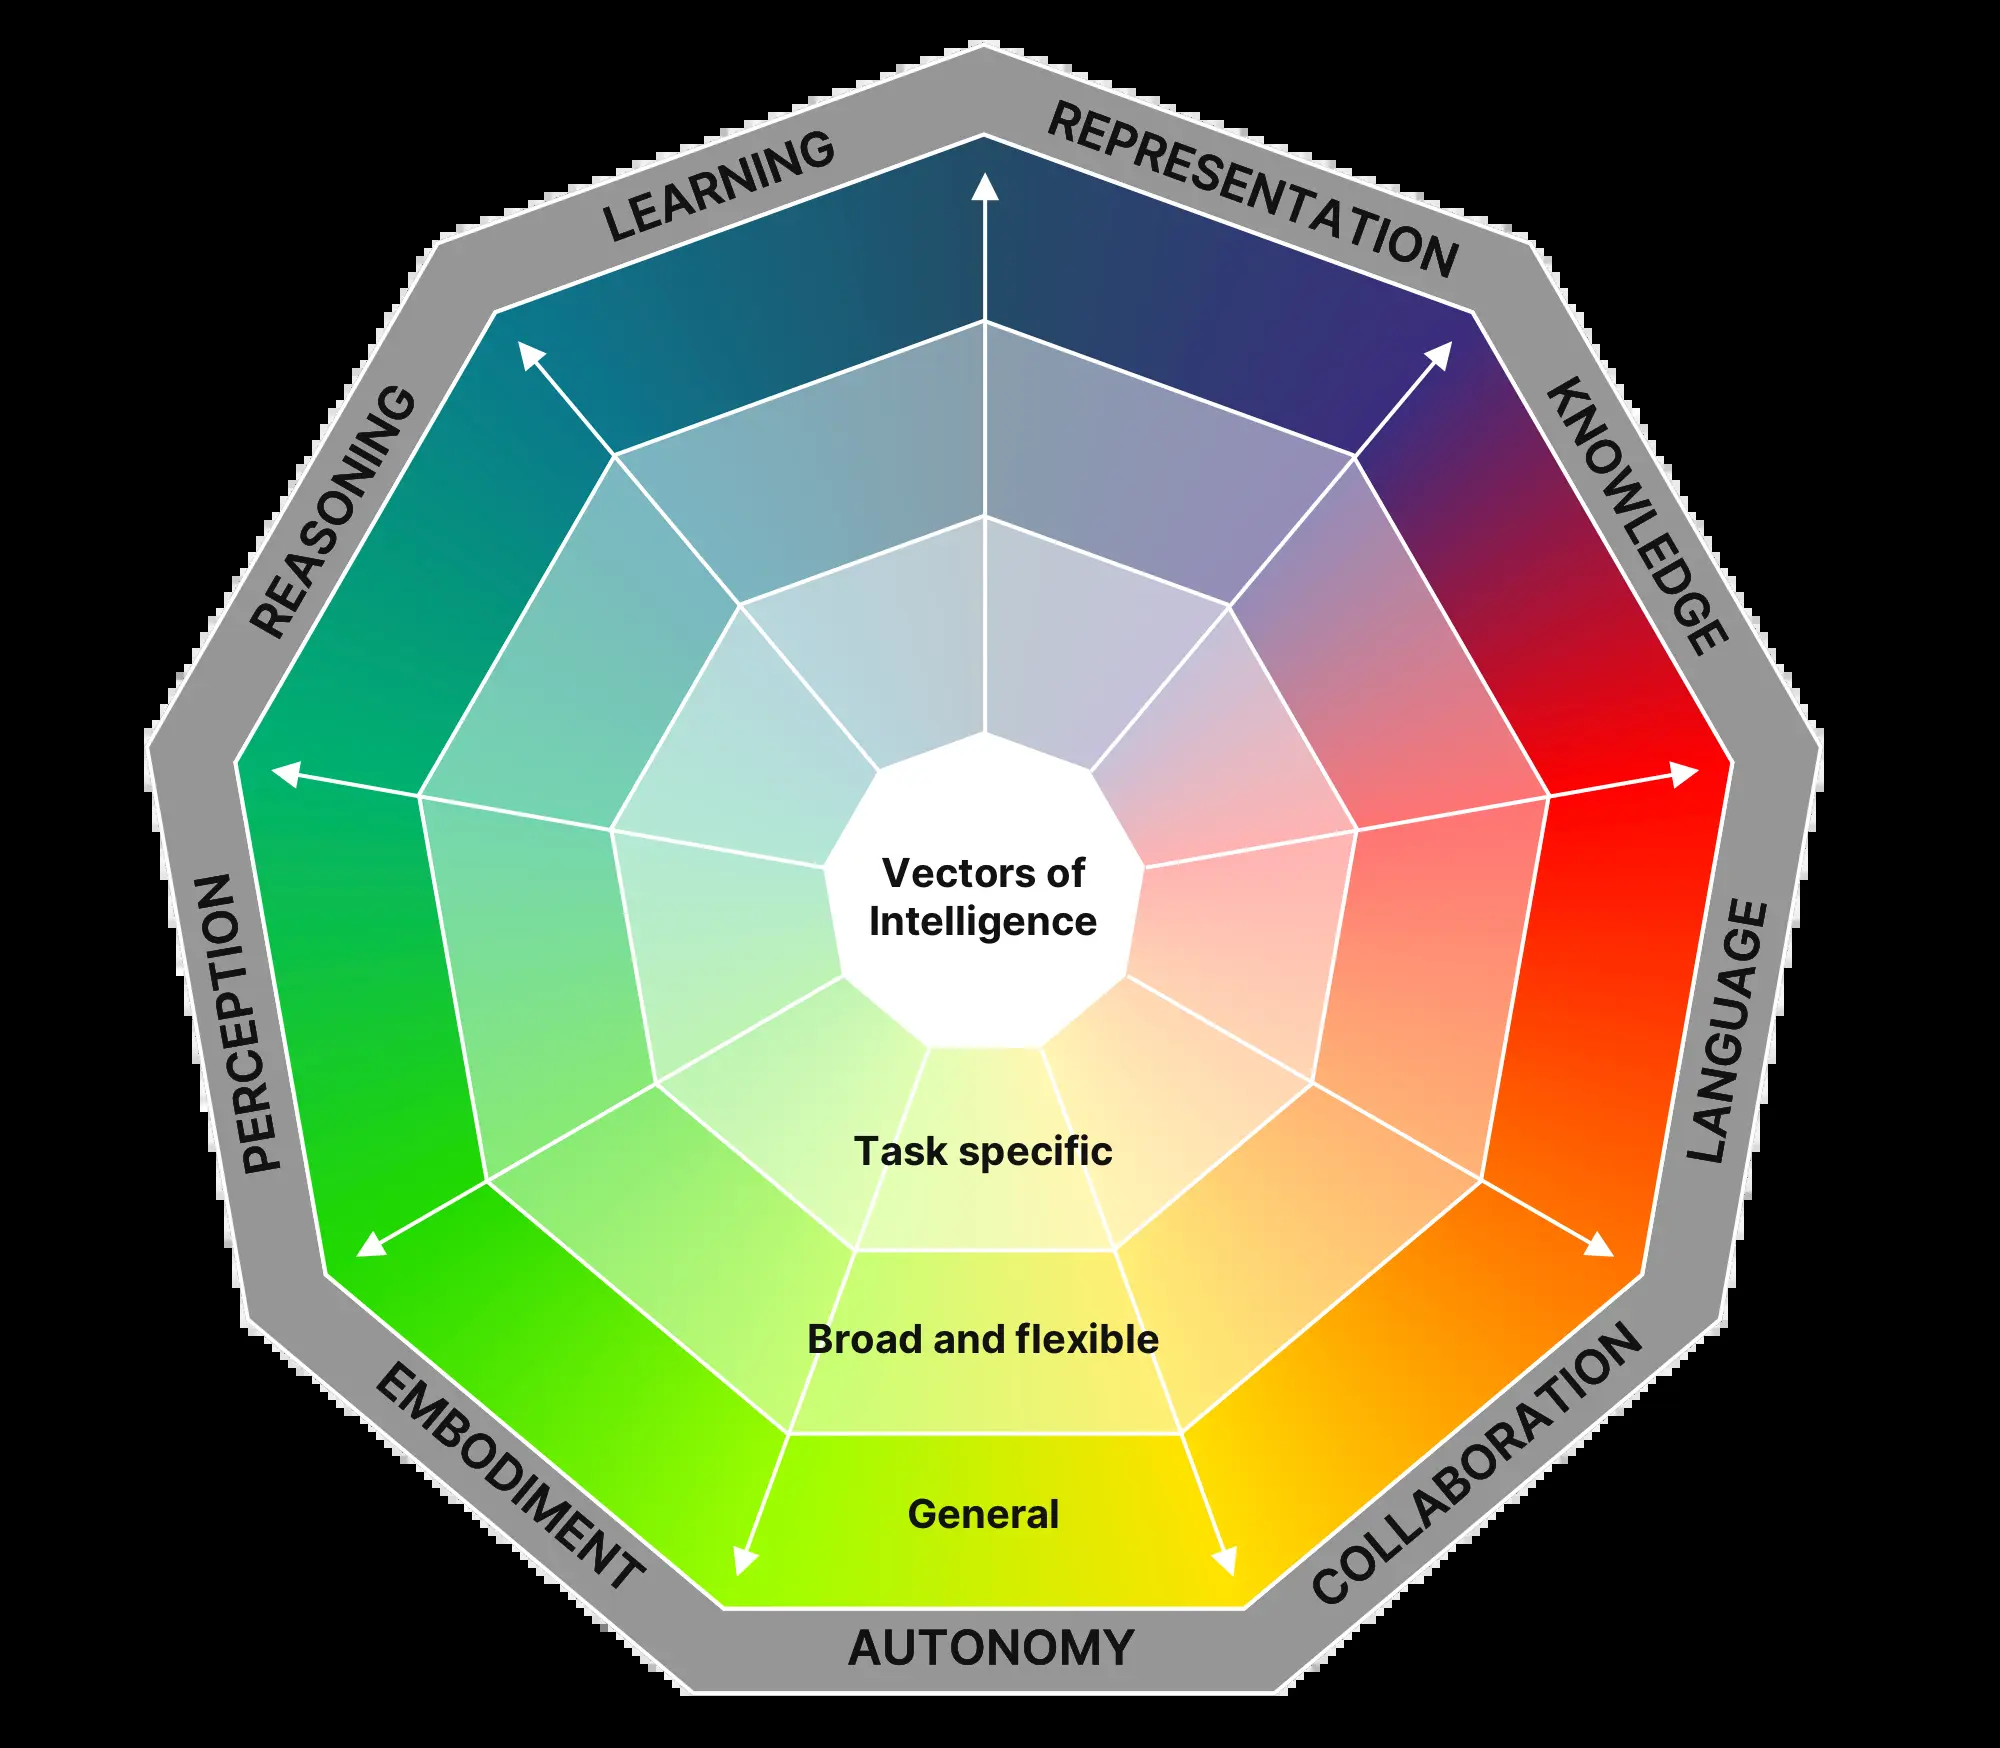 LEARNING
REPRESENTATION
KNOWLEDGE
LANGUAGE
COLLABORATION
AUTONOMY
EMBODIMENT
PERCEPTION
REASONING
Vectors of
Intelligence
Task specific
Broad and flexible
General